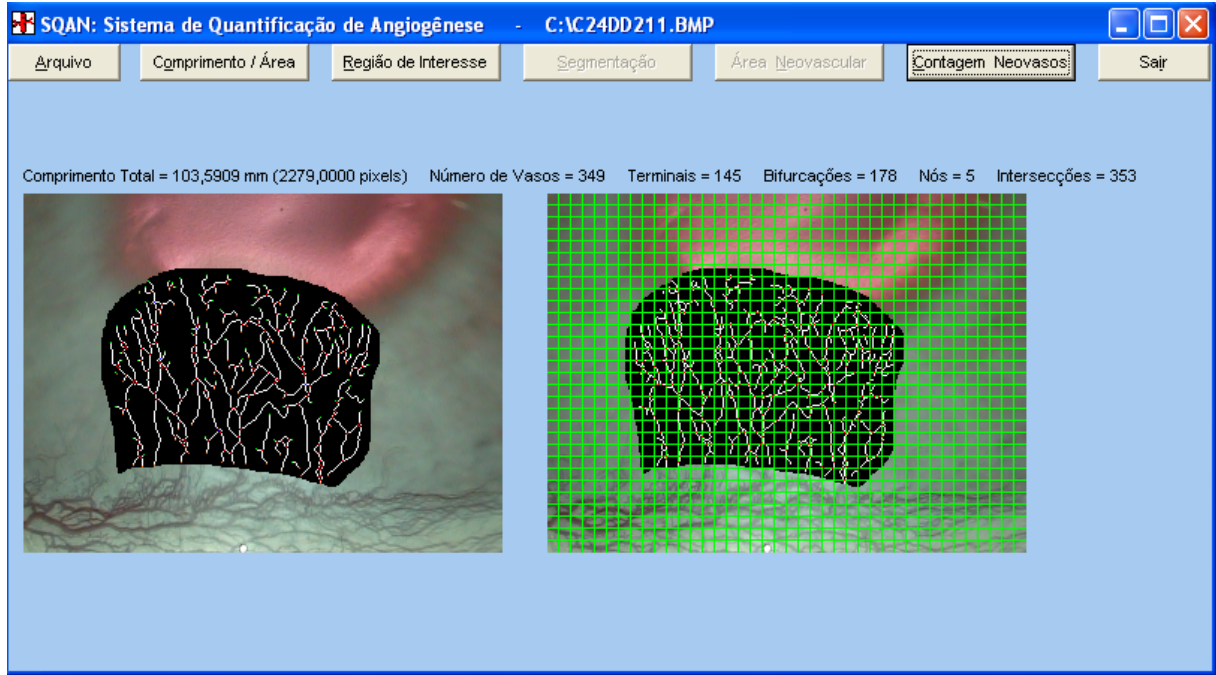 SQAN: Sistema de Quantificação de Angiogênese - C:\C24DD211.BMP
Arquivo Comprimento / Área Região de Interesse Segmentação Área Neovascular Contagem Neovasos Sair
Comprimento Total = 103,5909 mm (2279,0000 pixels) Número de Vasos = 349 Terminais = 145 Bifurcações = 178 Nós = 5 Intersecções = 353